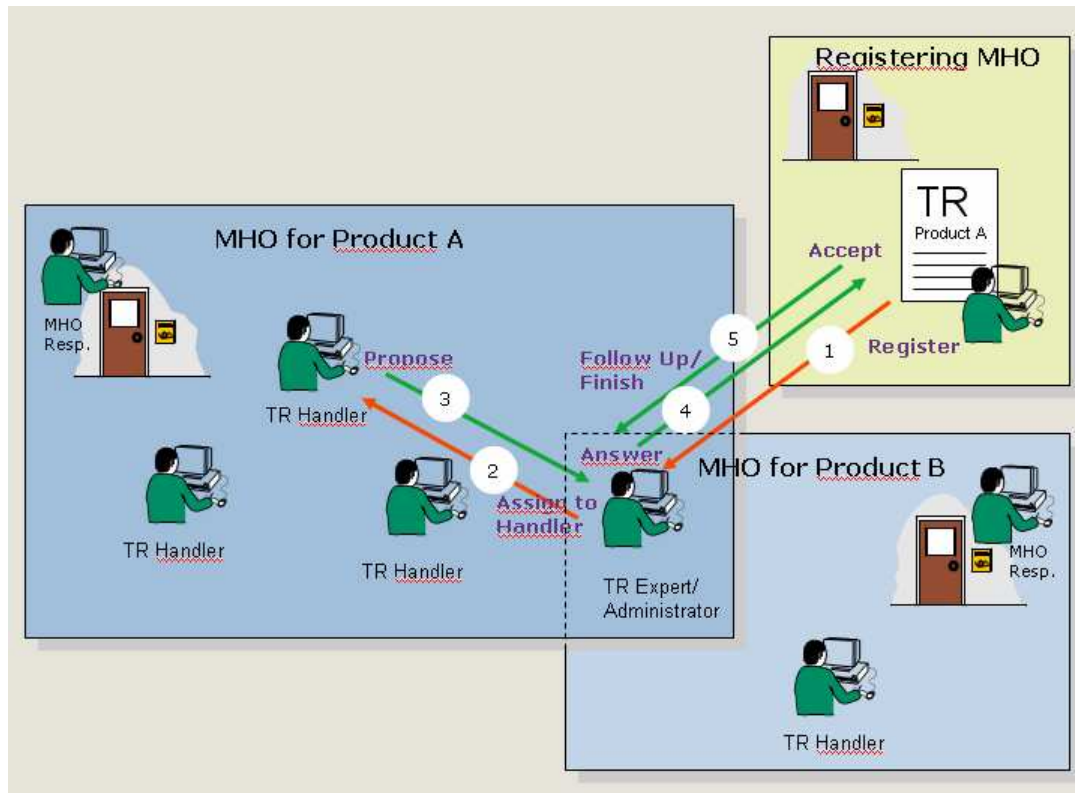 Registering MHO
TR
Product A
Accept
Register
1
5
4
Follow Up/
Finish
MHO for Product A
MHO
Resp.
Propose
3
TR Handler
2
Assign to
Handler
Answer
TR Handler
TR Handler
TR Expert/
Administrator
MHO for Product B
MHO
Resp.
TR Handler